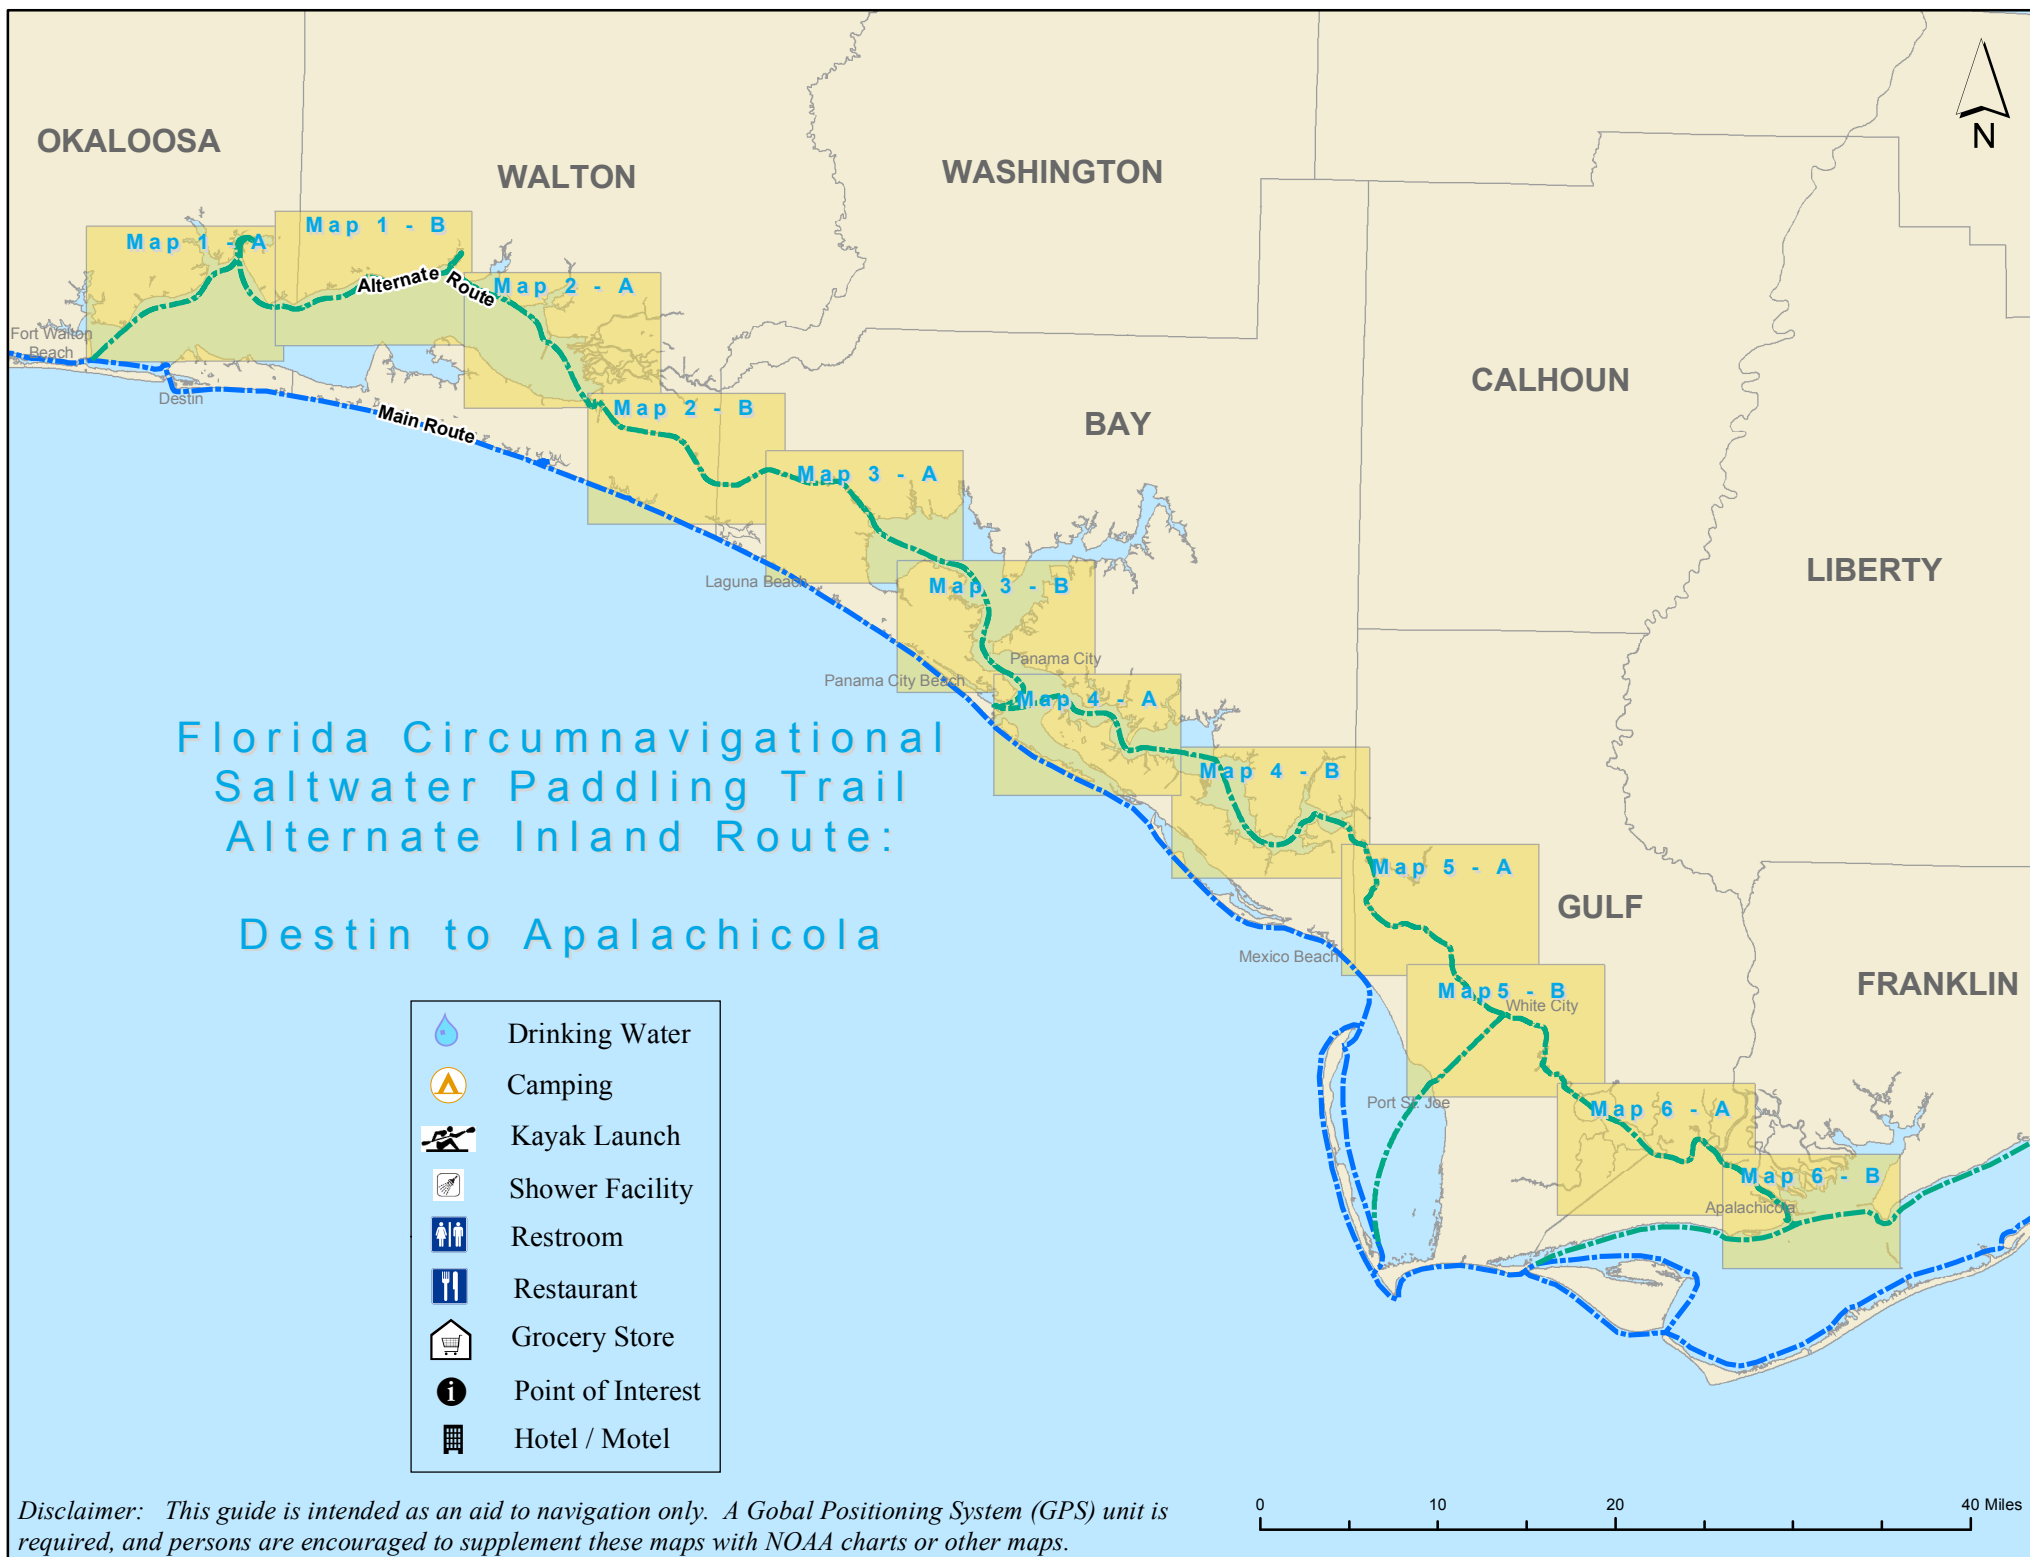 OKALOOSA
WALTON
WASHINGTON
N
Map 1 - A
Map 1 - B
Alternate Route
Map 2 - A
Fort Walton
Beach
Destin
Main Route
Map 2 - B
CALHOUN
BAY
Map 3 - A
LIBERTY
Laguna Beach
Map 3 - B
Panama City
Panama City Beach
Map 4 - A
Florida Circumnavigational
Saltwater Paddling Trail
Alternate Inland Route:
Destin to Apalachicola
Map 4 - B
Map 5 - A
GULF
Mexico Beach
Map5 - B
White City
FRANKLIN
Port St. Joe
Map 6 - A
Map 6 - B
Apalachicola
Drinking Water
Camping
Kayak Launch
Shower Facility
Restroom
Restaurant
Grocery Store
i
Point of Interest
Hotel / Motel
Disclaimer: This guide is intended as an aid to navigation only. A Gobal Positioning System (GPS) unit is
required, and persons are encouraged to supplement these maps with NOAA charts or other maps.
0 10 20 40 Miles